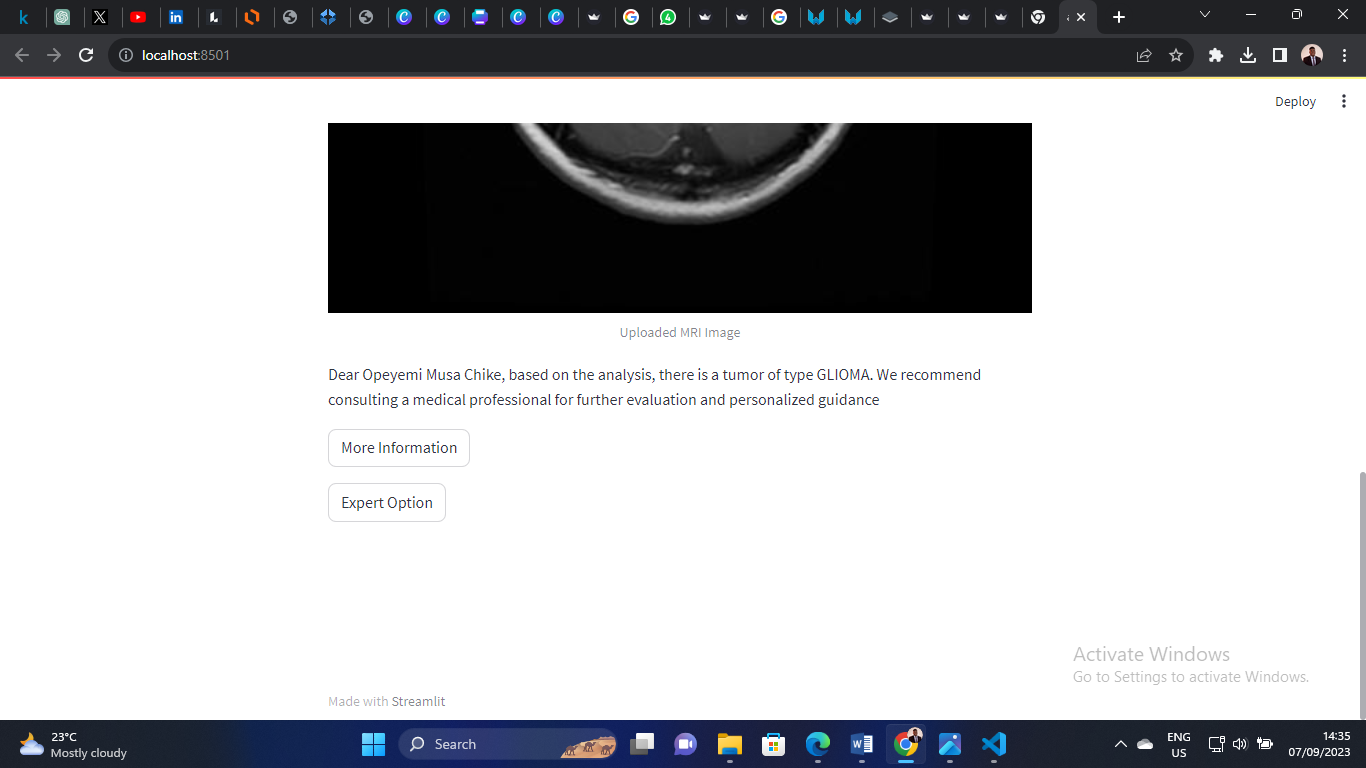 localhost:8501
Deploy
Uploaded MRI Image
Dear Opeyemi Musa Chike, based on the analysis, there is a tumor of type GLIOMA. We recommend
consulting a medical professional for further evaluation and personalized guidance
More Information
Expert Option
Activate Windows
Go to Settings to activate Windows.
Made with Streamlit
23°C
Mostly cloudy
Search
ENG
US
14:35
07/09/2023